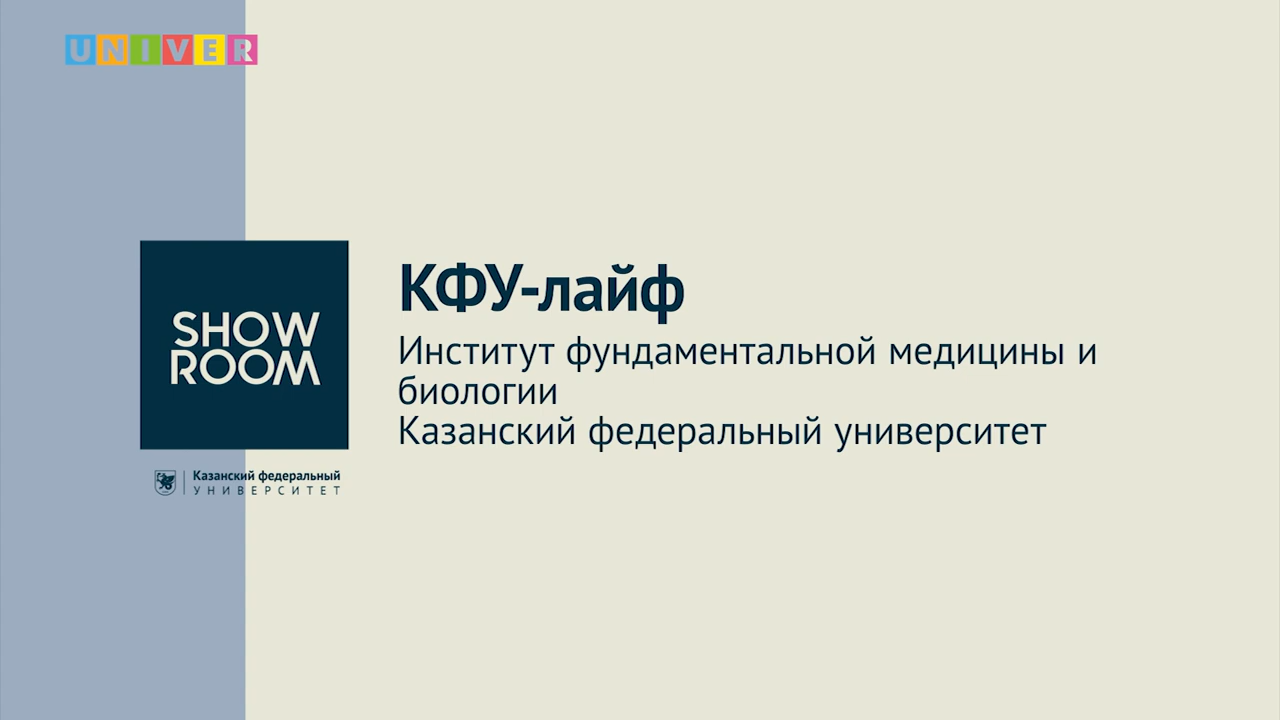 UNIVER
SHOW
ROOM
КФУ-лайф
Институт фундаментальной медицины и
биологии
Казанский федеральный университет
Казанский федеральный
УНИВЕРСИТЕТ